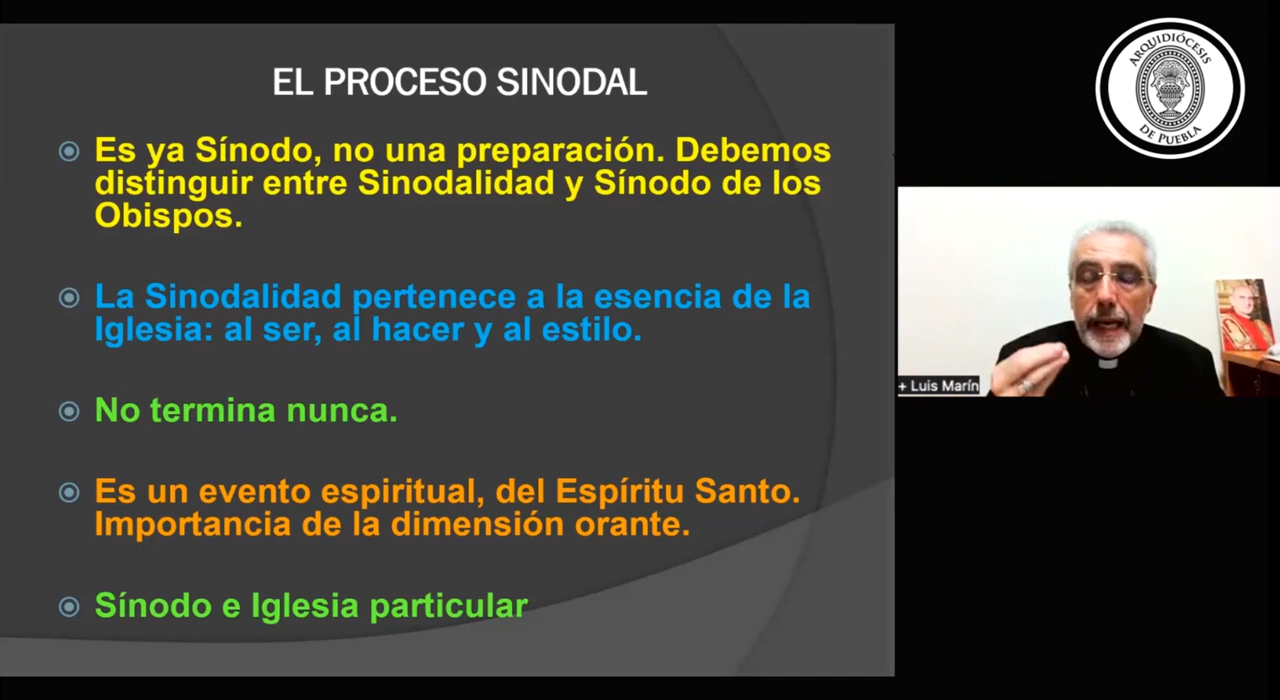 EL PROCESO SINODAL
Es ya Sínodo, no una preparación. Debemos
distinguir entre Sinodalidad y Sínodo de los
Obispos.
La Sinodalidad pertenece a la esencia de la
Iglesia: al ser, al hacer y al estilo.
No termina nunca.
Es un evento espiritual, del Espíritu Santo.
Importancia de la dimensión orante.
Sínodo e Iglesia particular
ARQUIDIÓCESIS
DE PUEBLA
+ Luis Marín